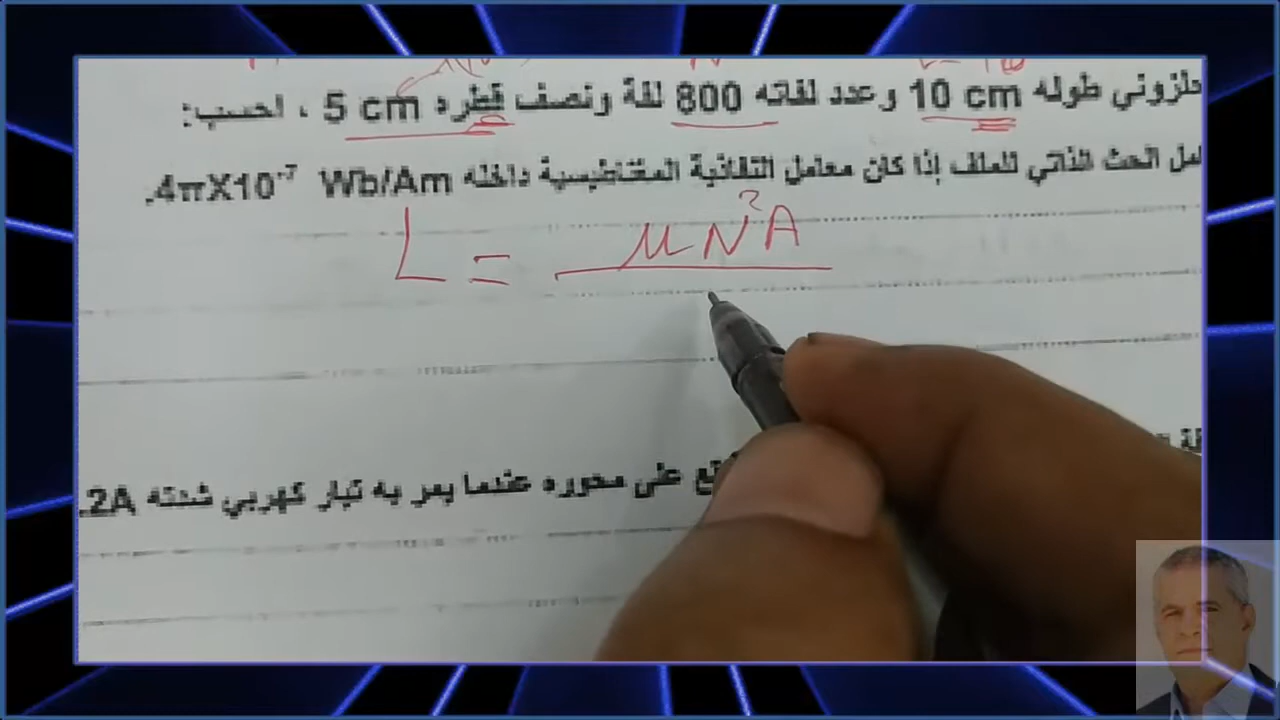 حلزوني طوله 10 cm وعدد لفاته 800 لفة ونصف قطره 5 cm ، احسب:
الحث الذاتي للملف إذا كان معامل النفاذية المغناطيسية داخله 4πX10⁻⁷ Wb/Am.
L = μN²A
على محوره عندما يمر به تيار كهربي شدته 2A.